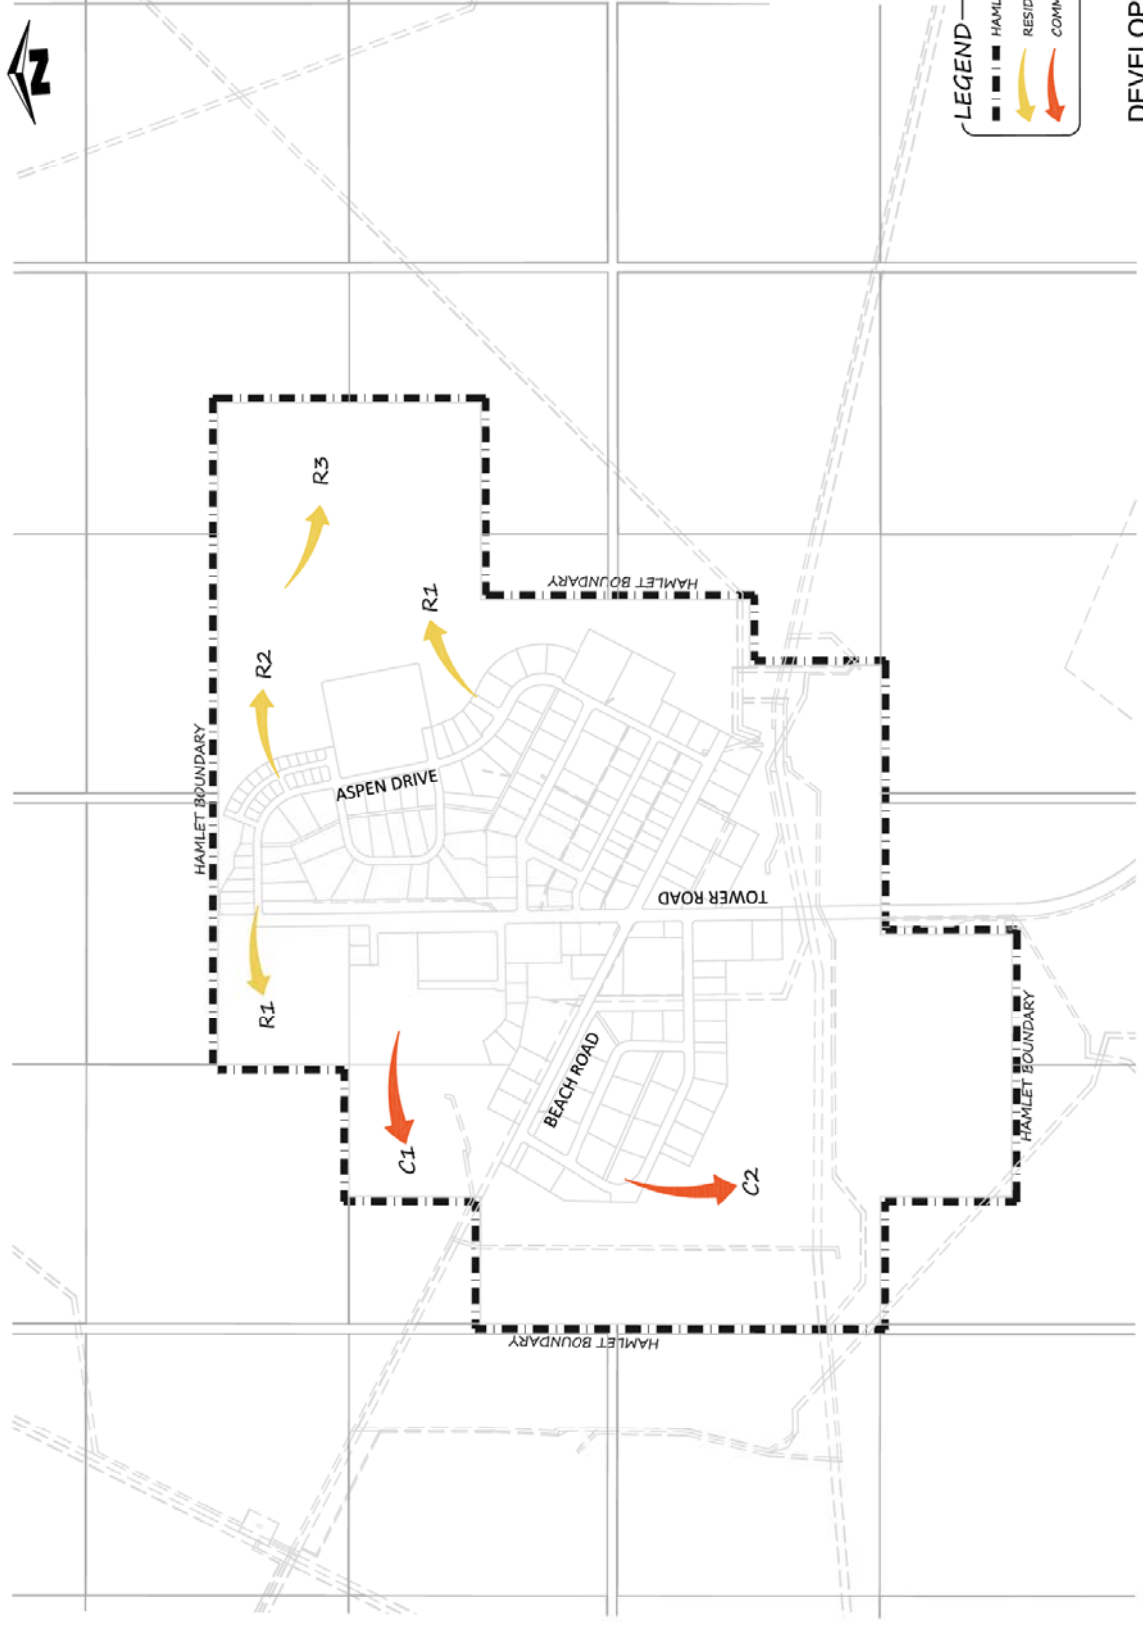 N
LEGEND
HAML
RESID
COMM
DEVELOP
R3
R1
R2
HAMLET BOUNDARY
HAMLET BOUNDARY
ASPEN DRIVE
TOWER ROAD
R1
BEACH ROAD
HAMLET BOUNDARY
C1
C2
HAMLET BOUNDARY